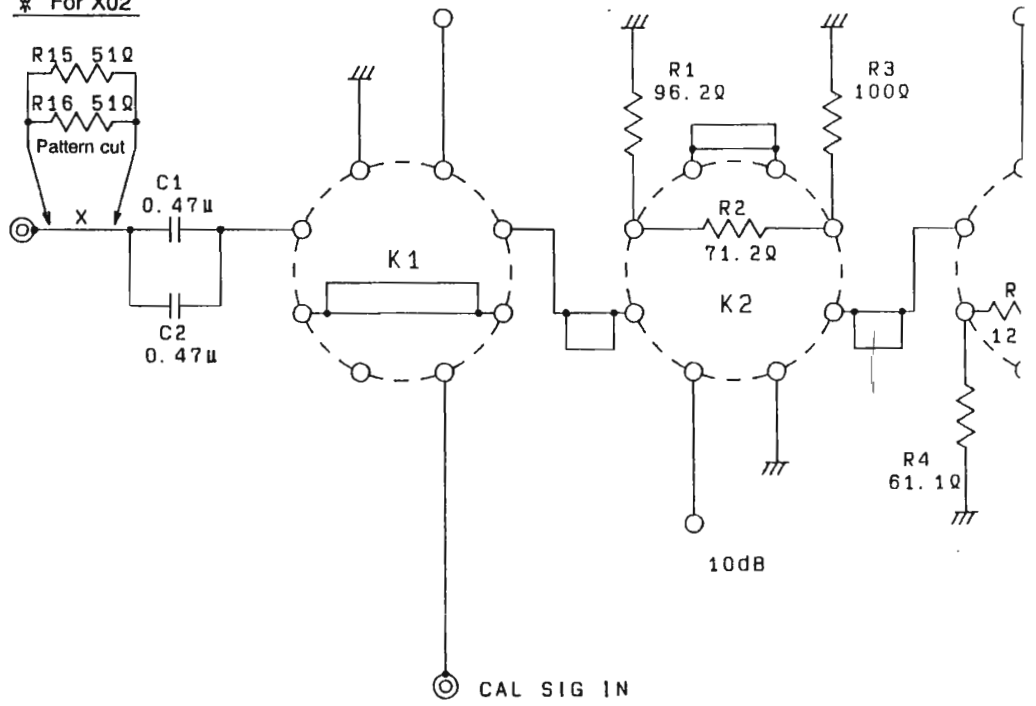 * For X02
R15 51Ω
R16 51Ω
Pattern cut
X
C1
0.47μ
C2
0.47μ
K1
CAL SIG IN
R1
96.2Ω
R2
71.2Ω
K2
10dB
R3
100Ω
R4
61.1Ω
R
12